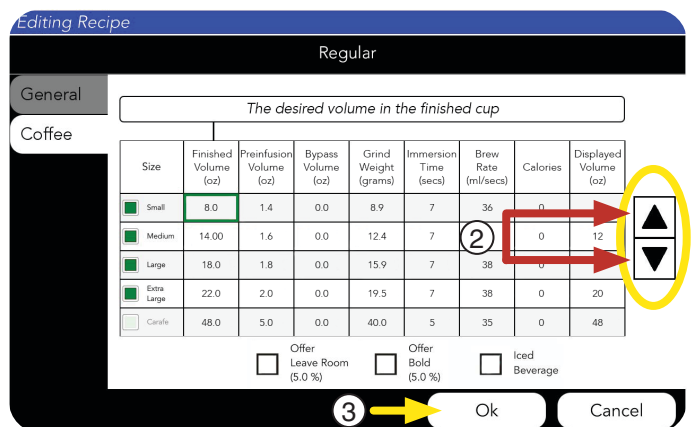 Editing Recipe
Regular
General
Coffee
The desired volume in the finished cup
Size Finished Volume (oz) Preinfusion Volume (oz) Bypass Volume (oz) Grind Weight (grams) Immersion Time (secs) Brew Rate (ml/secs) Calories Displayed Volume (oz)
Small 8.0 1.4 0.0 8.9 7 36 0
Medium 14.00 1.6 0.0 12.4 7 2 0 12
Large 18.0 1.8 0.0 15.9 7 38 0
Extra Large 22.0 2.0 0.0 19.5 7 38 0 20
Carafe 48.0 5.0 0.0 40.0 5 35 0 48
Offer Leave Room (5.0 %)
Offer Bold (5.0 %)
Iced Beverage
3 Ok Cancel